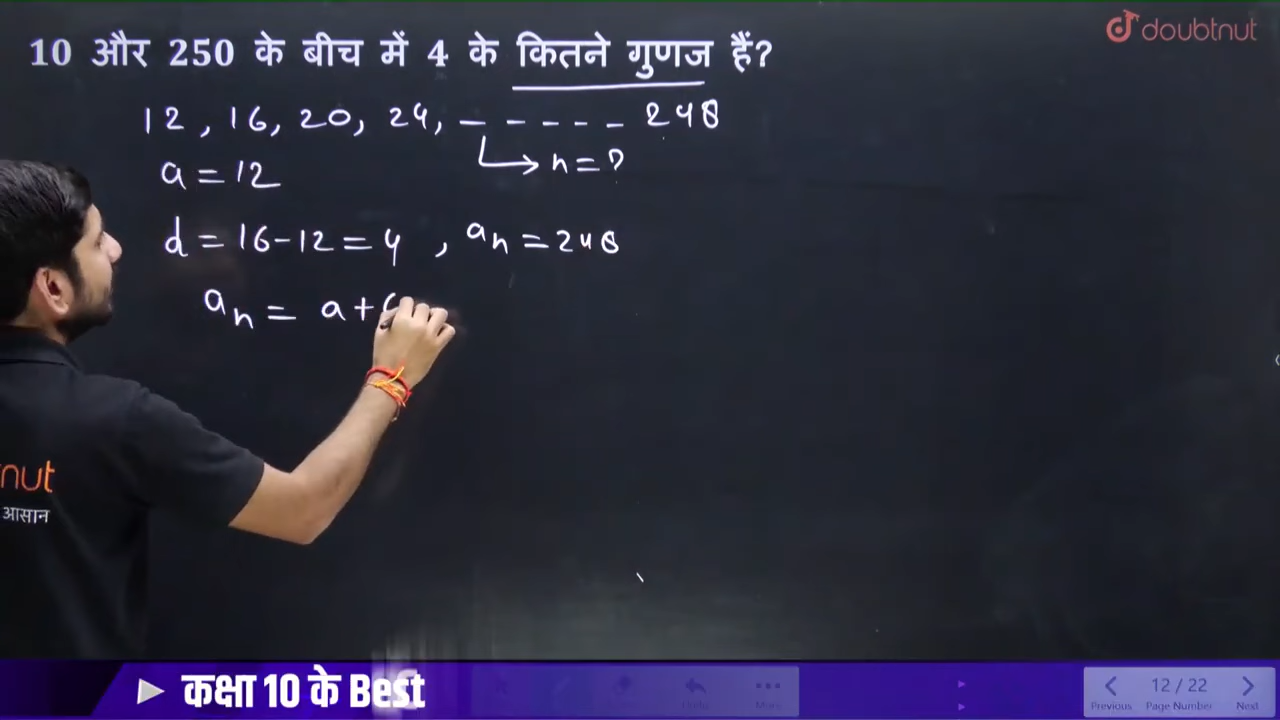 10 और 250 के बीच में 4 के कितने गुणज हैं?
doubtnut
12, 16, 20, 24, _ _ _ _ _ 248
n = ?
a = 12
d = 16 - 12 = 4 , an = 248
an = a + (
nut
आसान
कक्षा 10 के Best
12 / 22
Previous Page Number Next